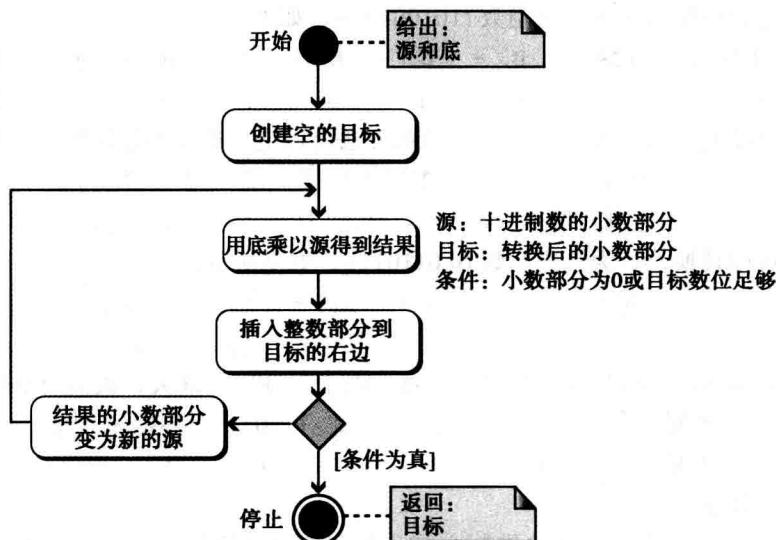 开始
给出：
源和底
创建空的目标
用底乘以源得到结果
源：十进制数的小数部分
目标：转换后的小数部分
条件：小数部分为0或目标数位足够
插入整数部分到
目标的右边
结果的小数部分
变为新的源
[条件为真]
停止
返回：
目标